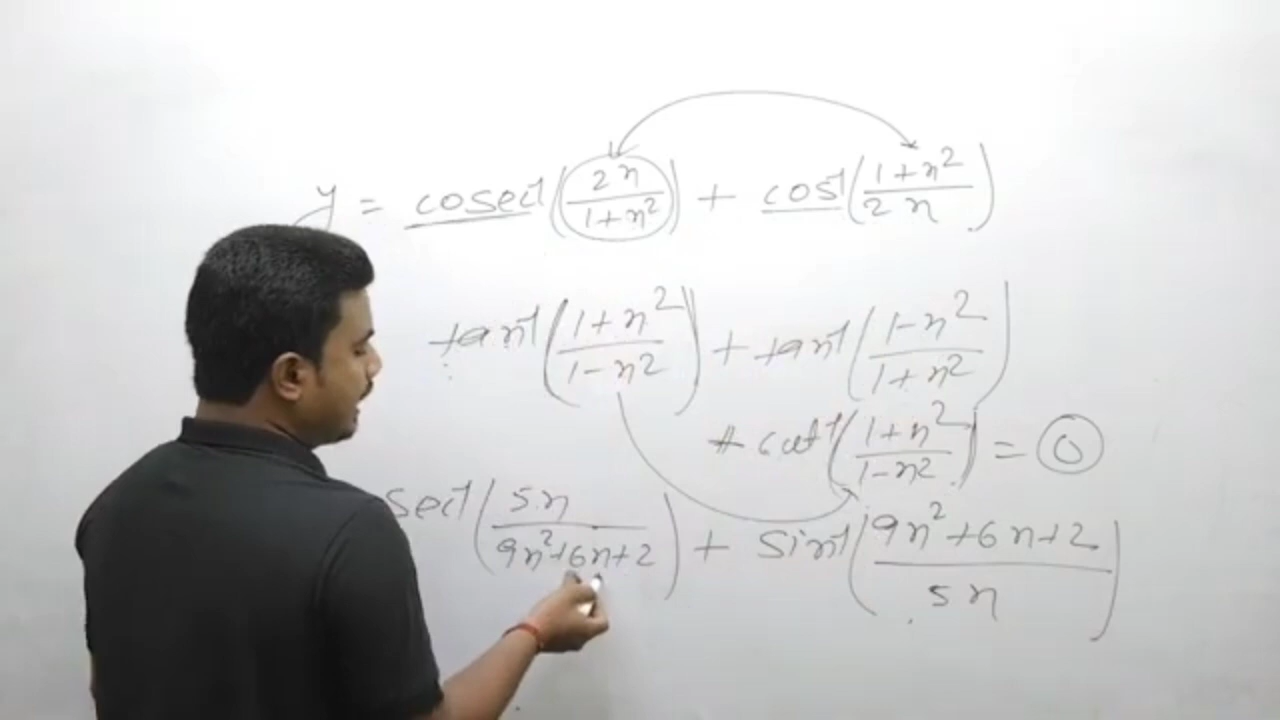 y = cosec⁻¹(2x/1+x²) + cos⁻¹(1+x²/2x)
tan⁻¹(1+x²/1-x²) + tan⁻¹(1-x²/1+x²)
+ cot⁻¹(1+x²/1-x²) = 0
sec⁻¹(5x/9x²+6x+2) + sin⁻¹(9x²+6x+2/5x)